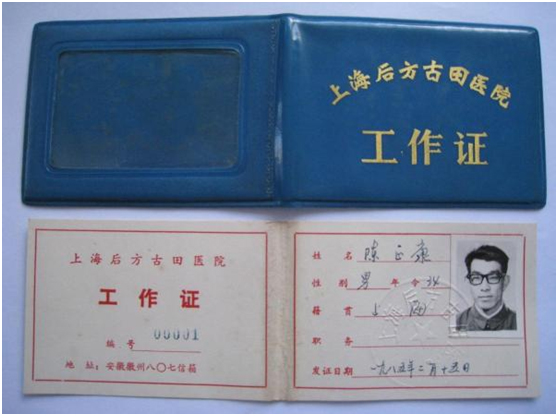 上海后方古田医院
工作证
上海后方古田医院
工作证
编号 00001
地址：安徽徽州八〇七信箱
姓名 陈正康
性别 男 年令
籍贯 上海
职务
发证日期 一九八五年二月十五日